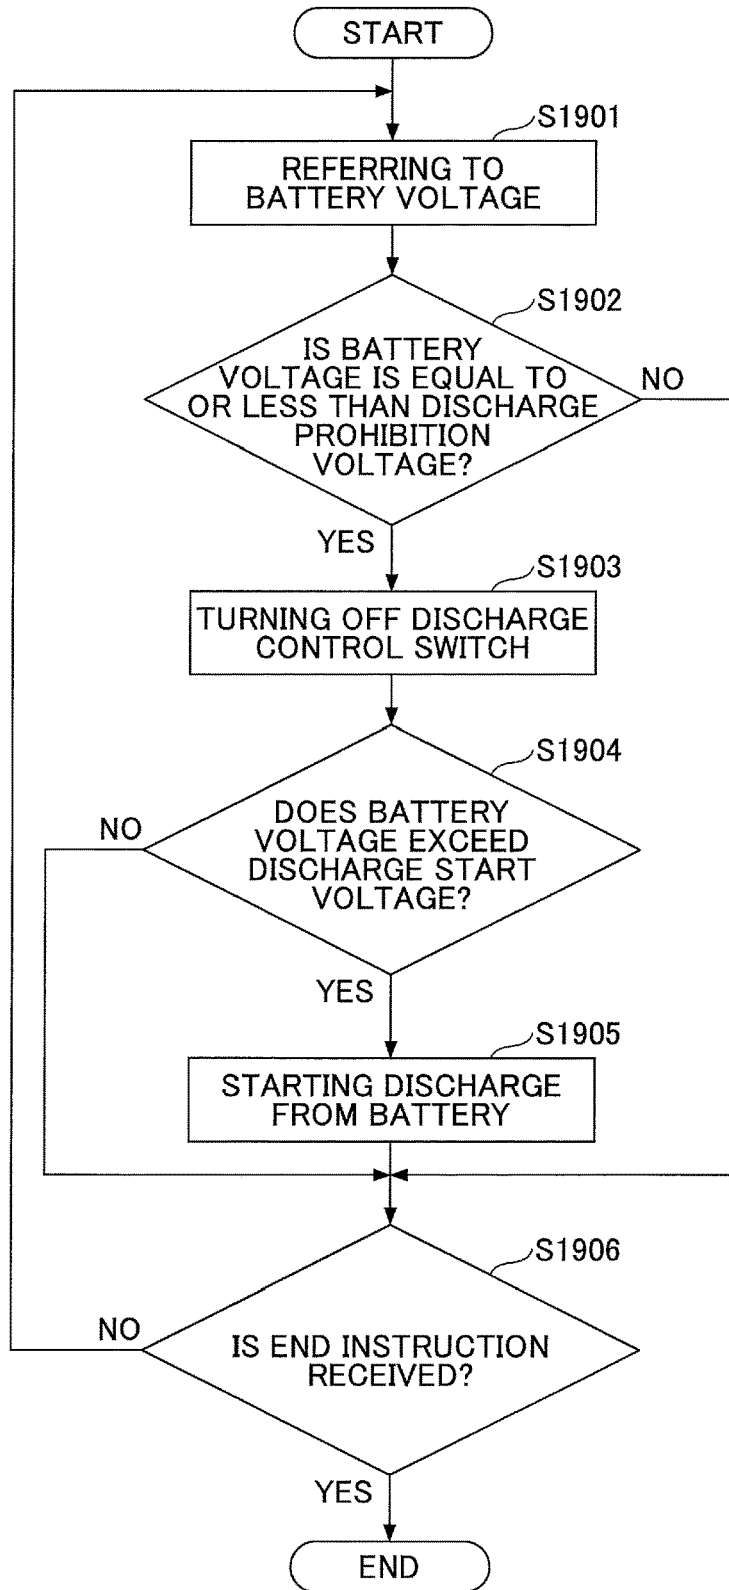 START
S1901
REFERRING TO
BATTERY VOLTAGE
S1902
IS BATTERY
VOLTAGE IS EQUAL TO
OR LESS THAN DISCHARGE
PROHIBITION
VOLTAGE?
NO
YES
S1903
TURNING OFF DISCHARGE
CONTROL SWITCH
S1904
DOES BATTERY
VOLTAGE EXCEED
DISCHARGE START
VOLTAGE?
NO
YES
S1905
STARTING DISCHARGE
FROM BATTERY
S1906
NO
IS END INSTRUCTION
RECEIVED?
YES
END